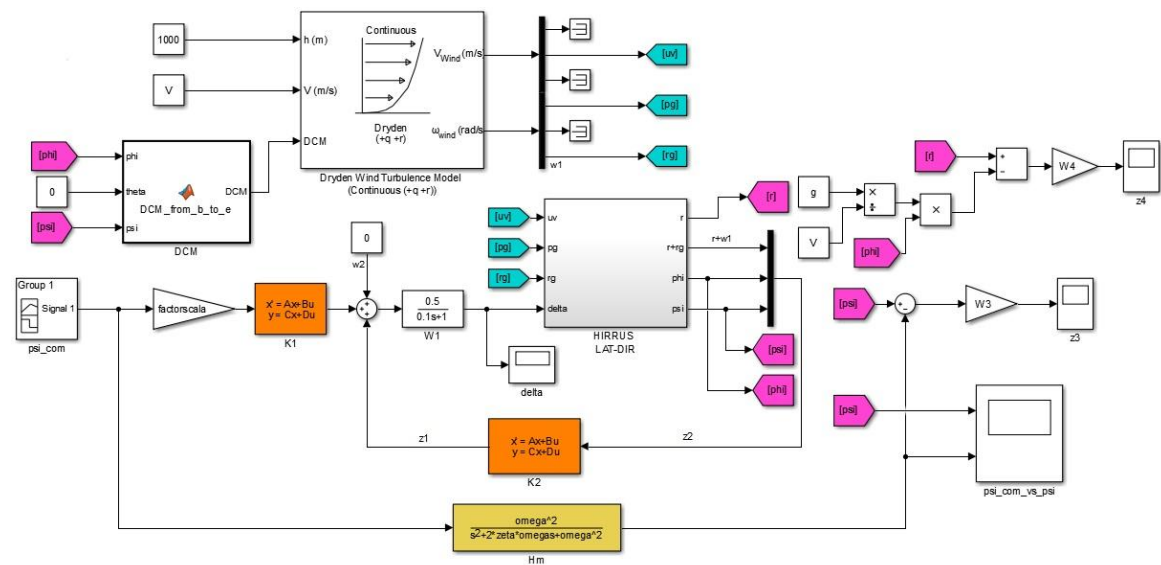 1000
h (m)
Continuous
V_Wind (m/s)
[uv]
V
V (m/s)
[pg]
Dryden
(+q +r)
ω_wind (rad/s
DCM
w1
[rg]
Dryden Wind Turbulence Model
(Continuous (+q +r))
[phi]
phi
0
theta
DCM
DCM_from_b_to_e
[psi]
psi
DCM
[r]
+
−
W4
z4
g
×
÷
×
V
[phi]
[uv]
uv
r
[r]
[pg]
pg
r+rg
r+w1
[rg]
rg
phi
delta
psi
HIRRUS
LAT-DIR
0
w2
Group 1
Signal 1
psi_com
factorscala
x' = Ax+Bu
y = Cx+Du
K1
+
+
+
0.5
0.1s+1
W1
delta
[psi]
[phi]
[psi]
+
−
W3
z3
[psi]
psi_com_vs_psi
z1
x' = Ax+Bu
y = Cx+Du
K2
z2
omega^2
s^2+2*zeta*omegas+omega^2
Hm